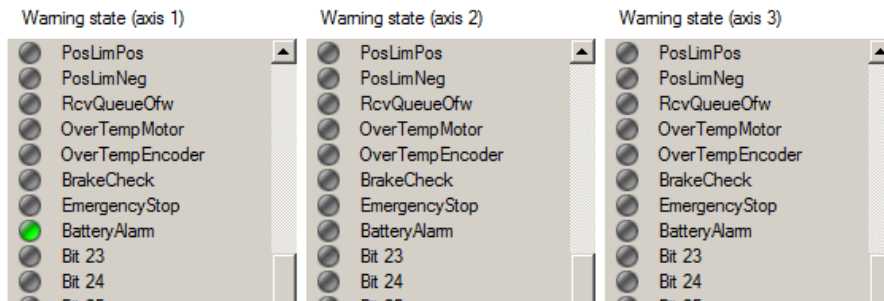 Warning state (axis 1)
PosLimPos
PosLimNeg
RcvQueueOfw
OverTempMotor
OverTempEncoder
BrakeCheck
EmergencyStop
BatteryAlarm
Bit 23
Bit 24
Warning state (axis 2)
PosLimPos
PosLimNeg
RcvQueueOfw
OverTempMotor
OverTempEncoder
BrakeCheck
EmergencyStop
BatteryAlarm
Bit 23
Bit 24
Warning state (axis 3)
PosLimPos
PosLimNeg
RcvQueueOfw
OverTempMotor
OverTempEncoder
BrakeCheck
EmergencyStop
BatteryAlarm
Bit 23
Bit 24